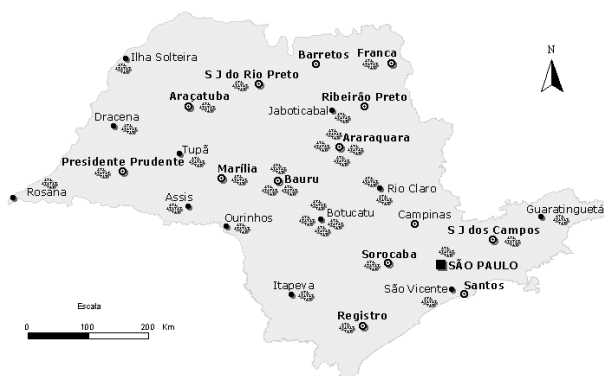 Ilha Solteira
Barretos
Franca
N
S J do Rio Preto
Araçatuba
Ribeirão Preto
Jaboticabal
Dracena
Araraquara
Tupã
Presidente Prudente
Marília
Bauru
Rosana
Assis
Rio Claro
Ourinhos
Botucatu
Campinas
Guaratinguetá
S J dos Campos
Sorocaba
SÃO PAULO
Itapeva
São Vicente
Santos
Registro
Escala
0 100 200 Km